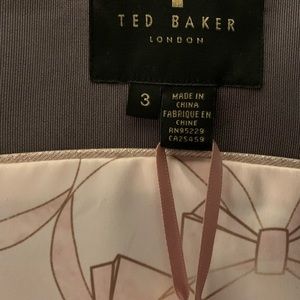 TED BAKER
LONDON
3
MADE IN
CHINA
FABRIQUE EN
CHINE
RN95229
CA25459